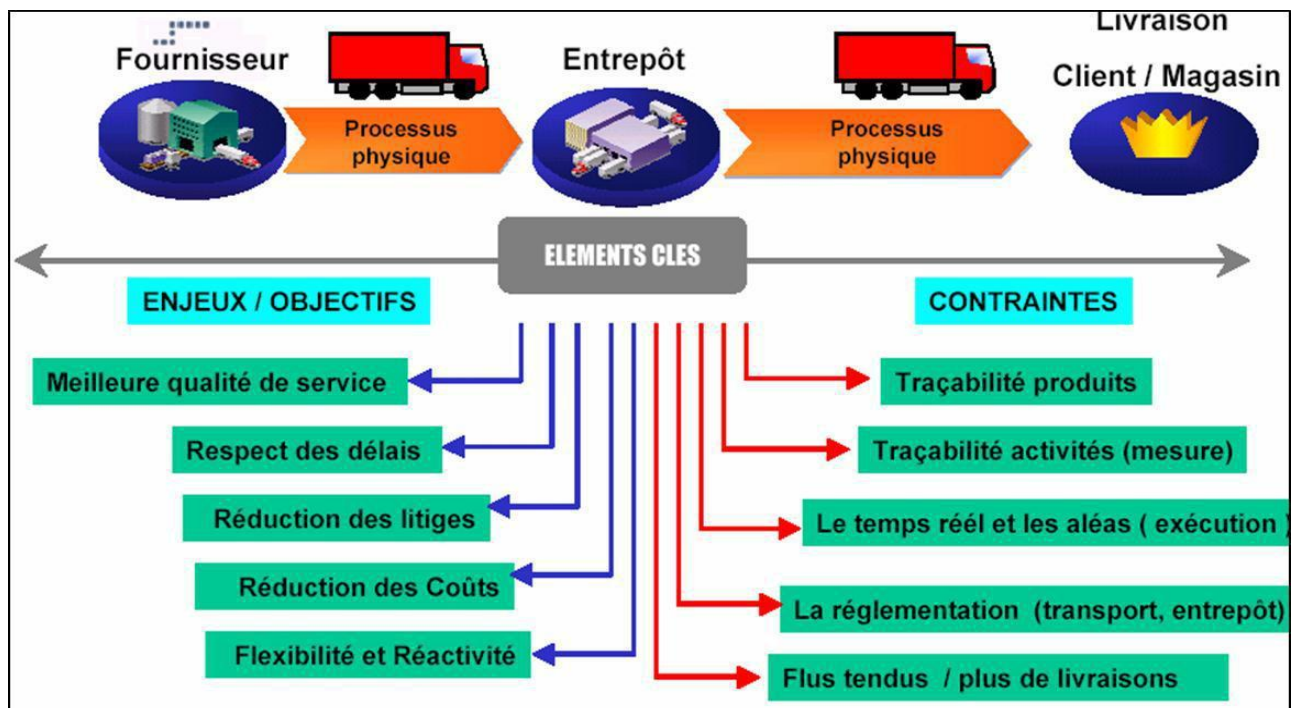 Fournisseur
Entrepôt
Livraison
Client / Magasin
Processus
physique
Processus
physique
ELEMENTS CLES
ENJEUX / OBJECTIFS
CONTRAINTES
Meilleure qualité de service
Respect des délais
Réduction des litiges
Réduction des Coûts
Flexibilité et Réactivité
Traçabilité produits
Traçabilité activités (mesure)
Le temps réél et les aléas ( exécution )
La réglementation (transport, entrepôt)
Flus tendus / plus de livraisons